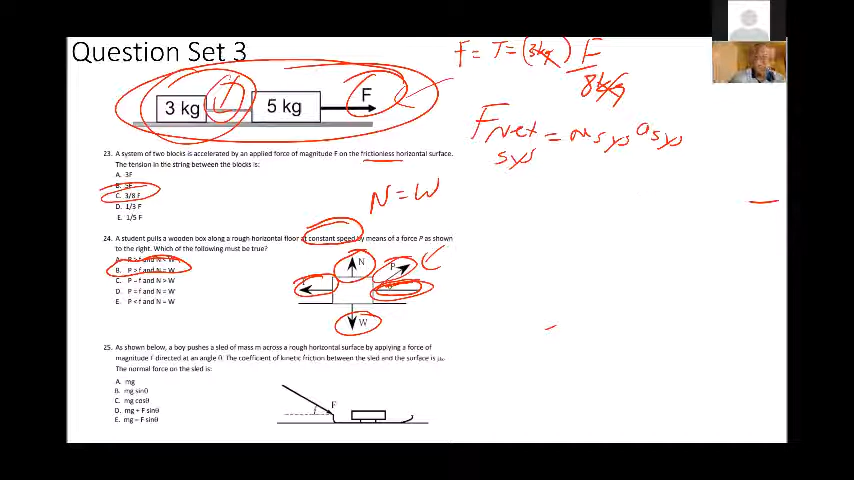 Question Set 3
3 kg
T
5 kg
F
F = T = (3kg) F
8kg
Fnet = msys asys
sys
N = W
23. A system of two blocks is accelerated by an applied force of magnitude F on the frictionless horizontal surface.
The tension in the string between the blocks is:
A. 3F
C. 3/8 F
D. 1/3 F
E. 1/5 F
24. A student pulls a wooden box along a rough horizontal floor at constant speed by means of a force P as shown
to the right. Which of the following must be true?
A. P > f and N > W
B. P > f and N = W
C. P = f and N > W
D. P = f and N = W
E. P < f and N = W
N
P
W
25. As shown below, a boy pushes a sled of mass m across a rough horizontal surface by applying a force of
magnitude F directed at an angle θ. The coefficient of kinetic friction between the sled and the surface is μk.
The normal force on the sled is:
A. mg
B. mg sinθ
C. mg cosθ
D. mg + F sinθ
E. mg – F sinθ
F